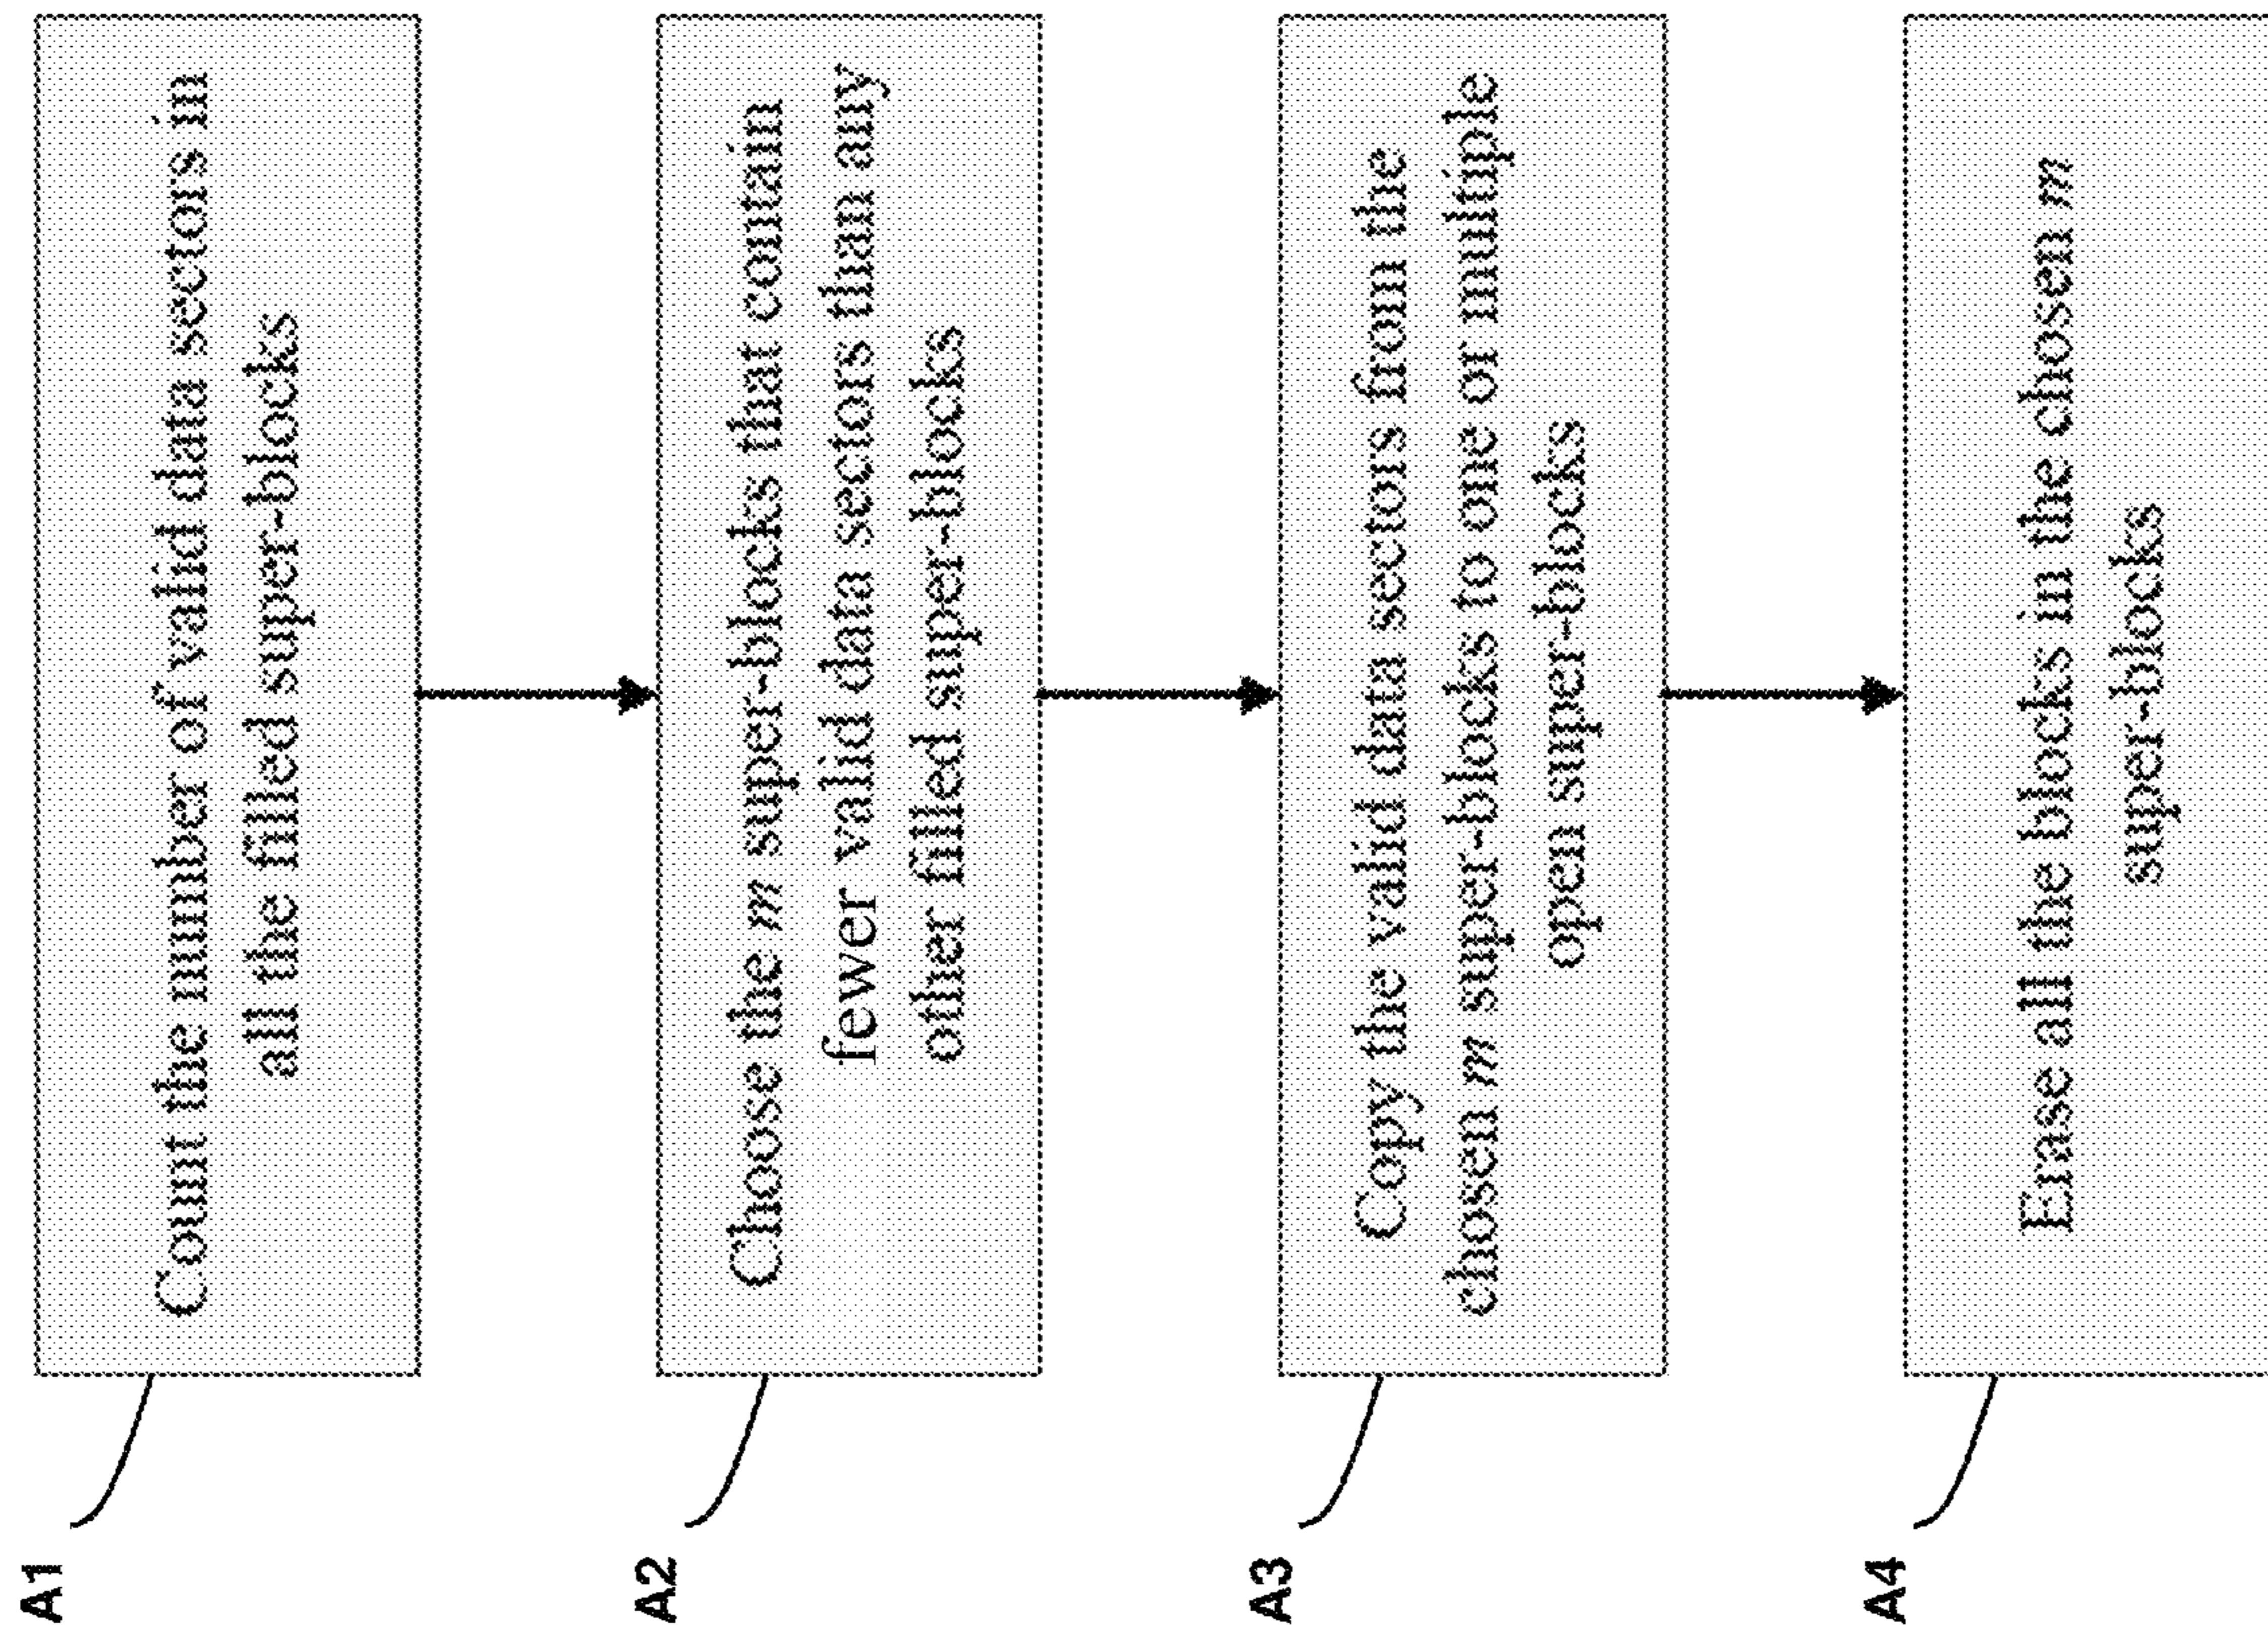 A1
Count the number of valid data sectors in
all the filled super-blocks
A2
Choose the m super-blocks that contain
fewer valid data sectors than any
other filled super-blocks
A3
Copy the valid data sectors from the
chosen m super-blocks to one or multiple
open super-blocks
A4
Erase all the blocks in the chosen m
super-blocks